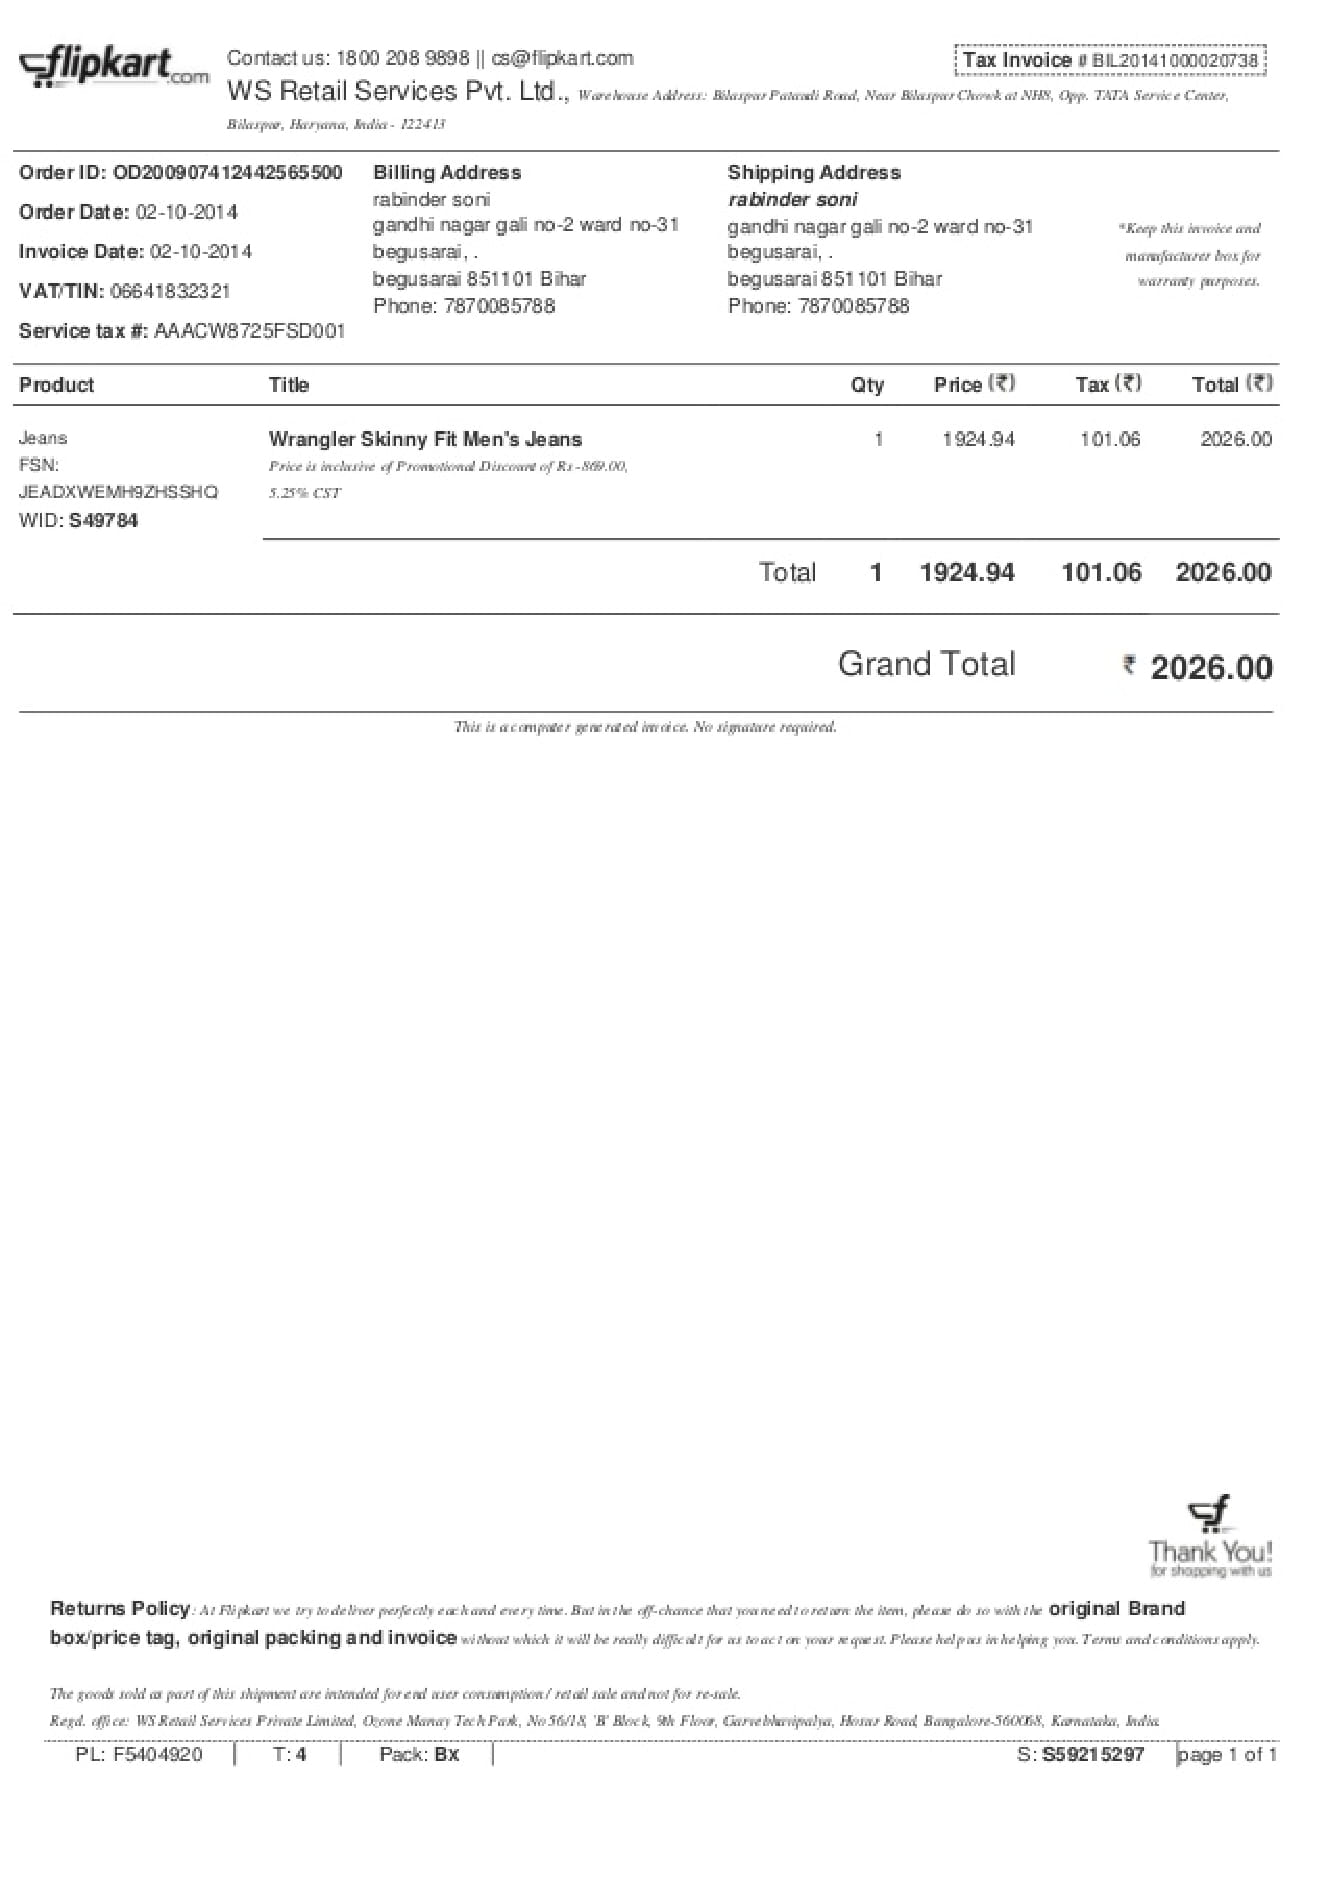 flipkart.com
Contact us: 1800 208 9898 || cs@flipkart.com
Tax Invoice # BIL20141000020738
WS Retail Services Pvt. Ltd., Warehouse Address: Bilaspur Pataudi Road, Near Bilaspur Chowk at NH8, Opp. TATA Service Center,
Bilaspur, Haryana, India - 122413
Order ID: OD200907412442565500
Order Date: 02-10-2014
Invoice Date: 02-10-2014
VAT/TIN: 06641832321
Service tax #: AAACW8725FSD001
Billing Address
rabinder soni
gandhi nagar gali no-2 ward no-31
begusarai, .
begusarai 851101 Bihar
Phone: 7870085788
Shipping Address
rabinder soni
gandhi nagar gali no-2 ward no-31
begusarai, .
begusarai 851101 Bihar
Phone: 7870085788
*Keep this invoice and
manufacturer box for
warranty purposes.
Product Title Qty Price (₹) Tax (₹) Total (₹)
Jeans
FSN:
JEADXWEMH9ZHSSHQ
WID: S49784
Wrangler Skinny Fit Men's Jeans 1 1924.94 101.06 2026.00
Price is inclusive of Promotional Discount of Rs -869.00,
5.25% CST
Total 1 1924.94 101.06 2026.00
Grand Total ₹ 2026.00
This is a computer generated invoice. No signature required.
Thank You!
for shopping with us
Returns Policy: At Flipkart we try to deliver perfectly each and every time. But in the off-chance that you need to return the item, please do so with the original Brand
box/price tag, original packing and invoice without which it will be really difficult for us to act on your request. Please help us in helping you. Terms and conditions apply.
The goods sold as part of this shipment are intended for end user consumption / retail sale and not for re-sale.
Regd. office: WS Retail Services Private Limited, Ozone Manay Tech Park, No 56/18, 'B' Block, 9th Floor, Garvebhavipalya, Hosur Road, Bangalore-560068, Karnataka, India
PL: F5404920 | T: 4 | Pack: Bx | S: S59215297 | page 1 of 1